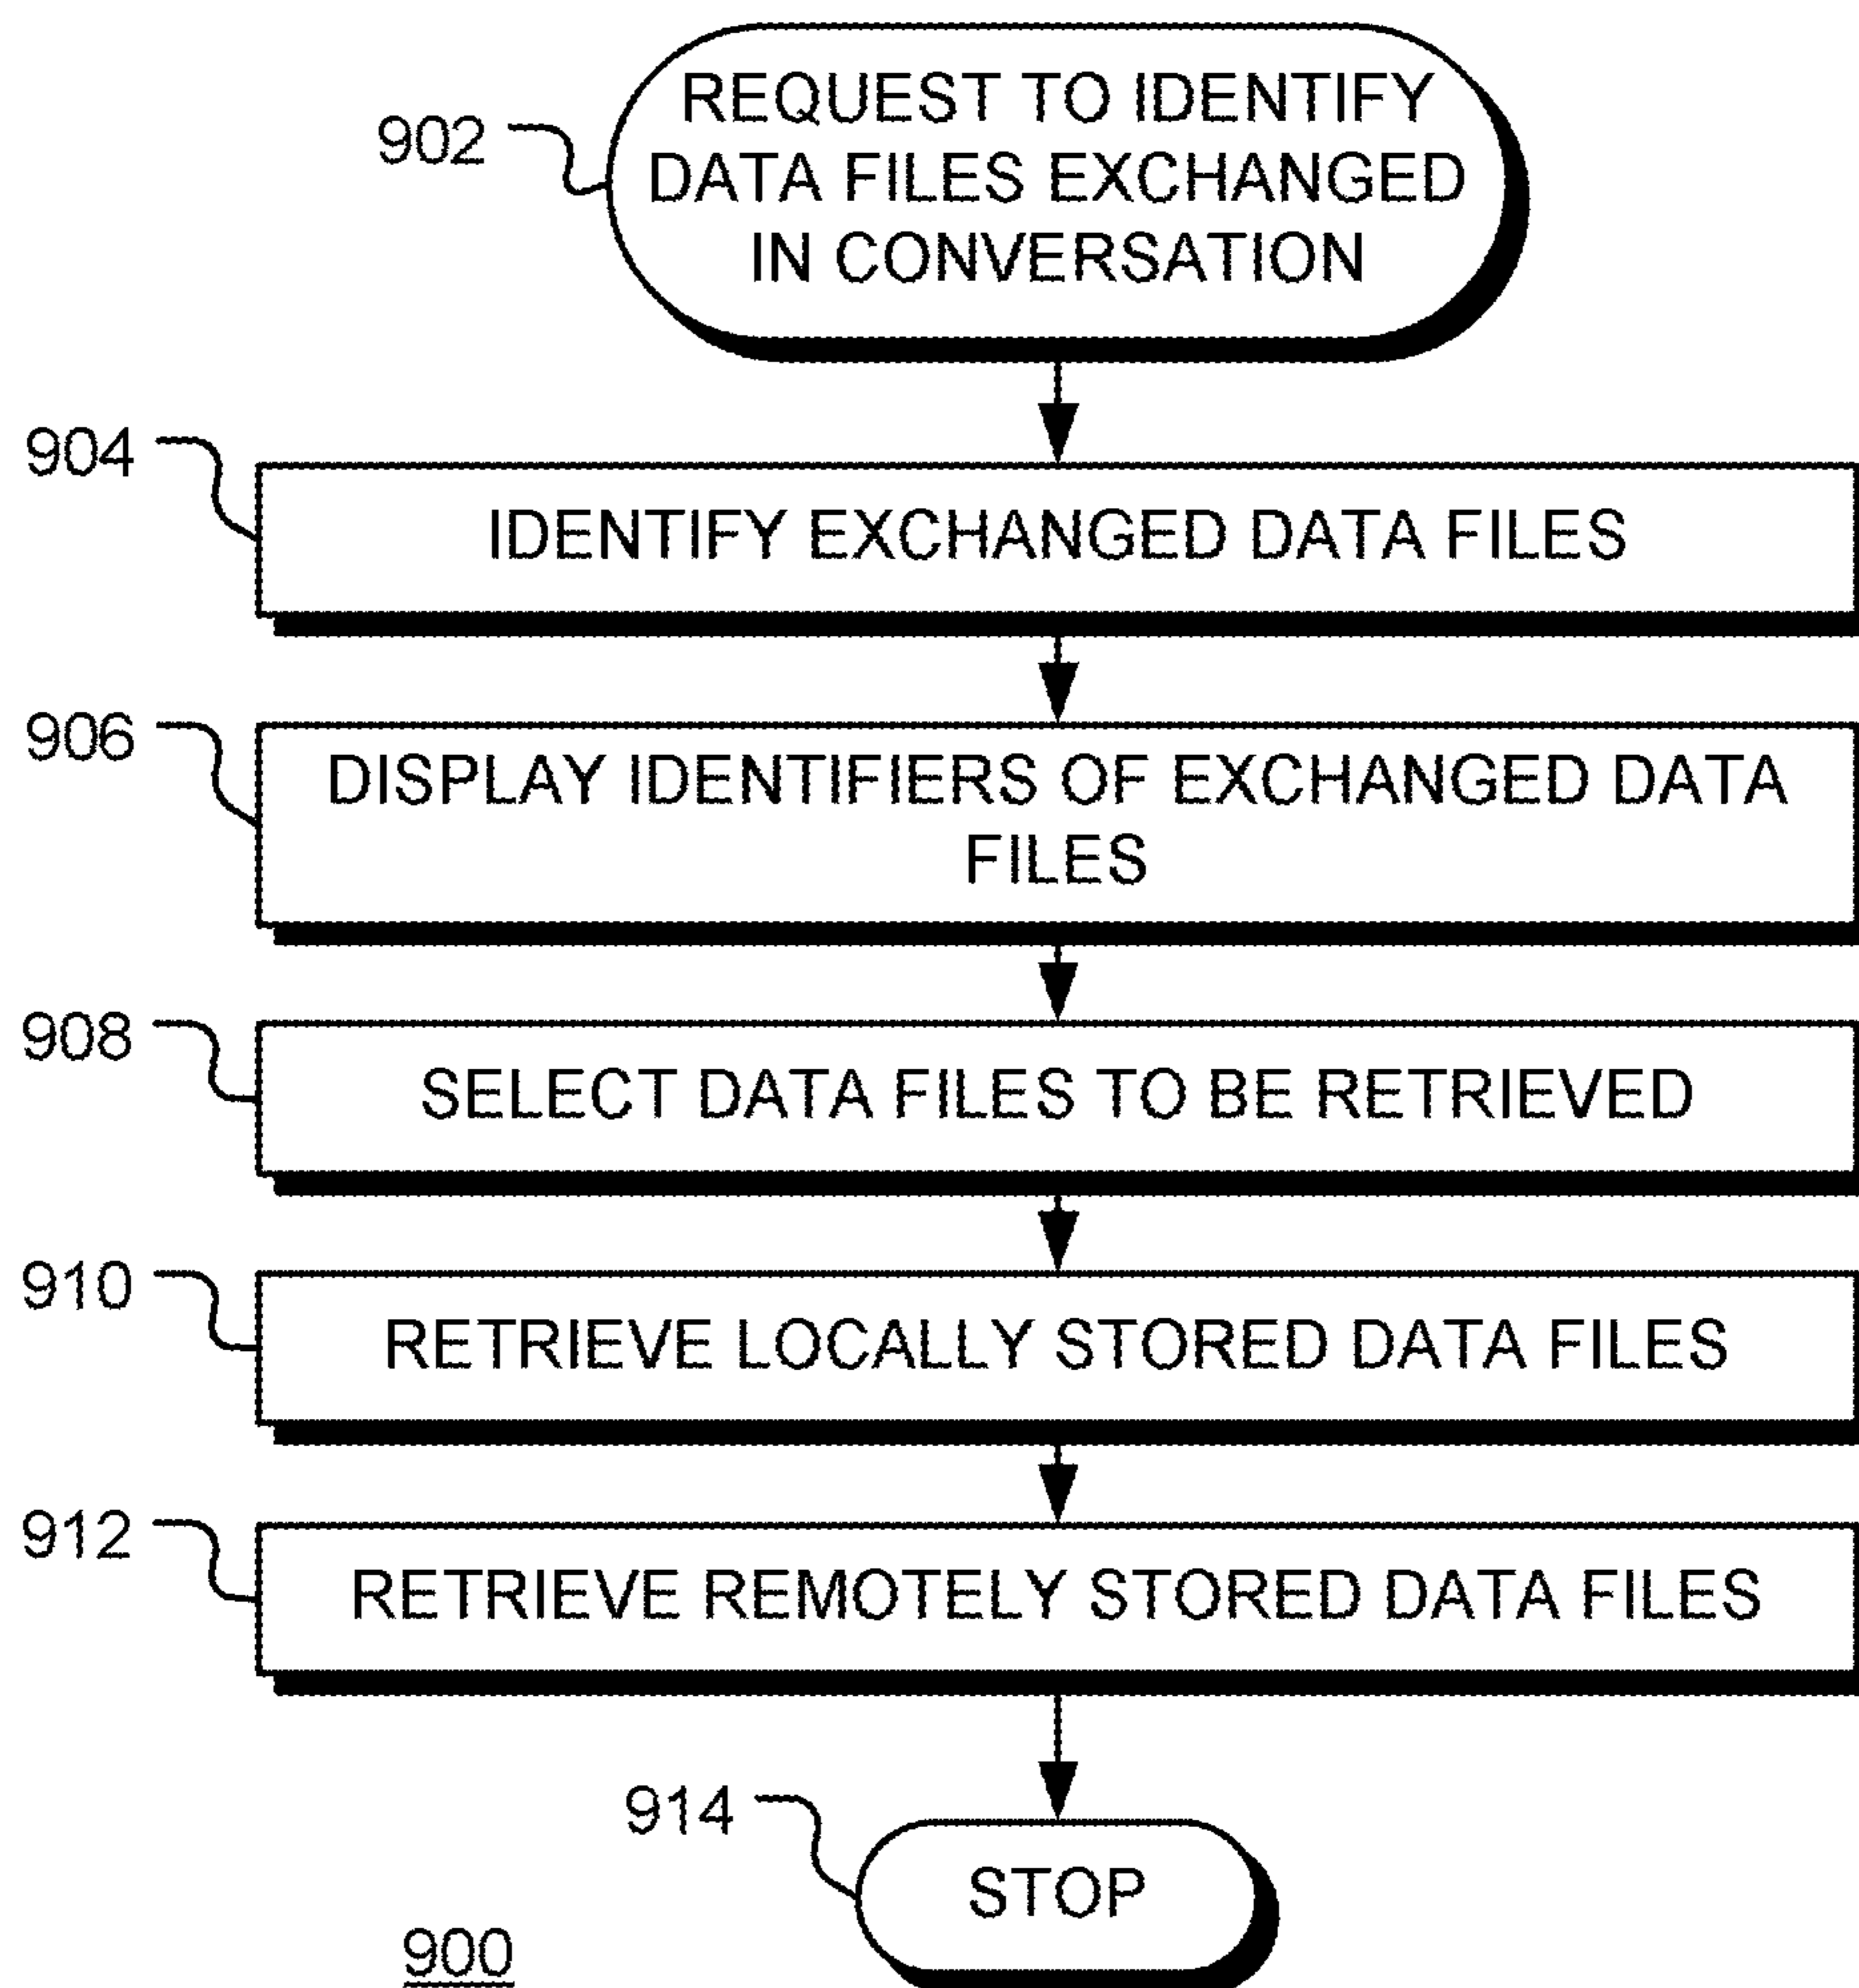 902
REQUEST TO IDENTIFY
DATA FILES EXCHANGED
IN CONVERSATION
904
IDENTIFY EXCHANGED DATA FILES
906
DISPLAY IDENTIFIERS OF EXCHANGED DATA
FILES
908
SELECT DATA FILES TO BE RETRIEVED
910
RETRIEVE LOCALLY STORED DATA FILES
912
RETRIEVE REMOTELY STORED DATA FILES
914
STOP
900